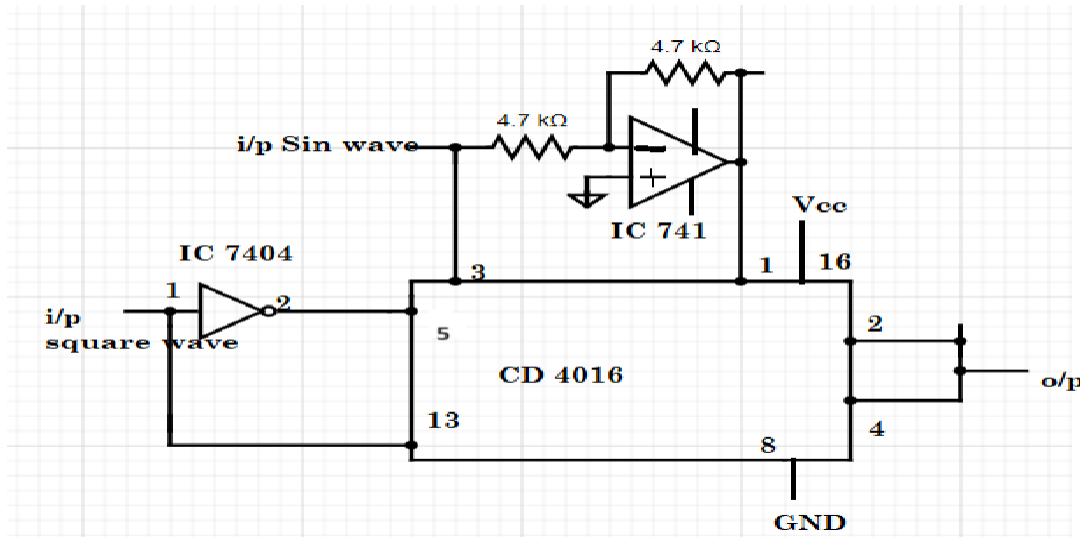 4.7 kΩ
4.7 kΩ
i/p Sin wave
IC 741
Vcc
IC 7404
1
16
3
1
2
i/p
square wave
5
2
CD 4016
o/p
13
4
8
GND